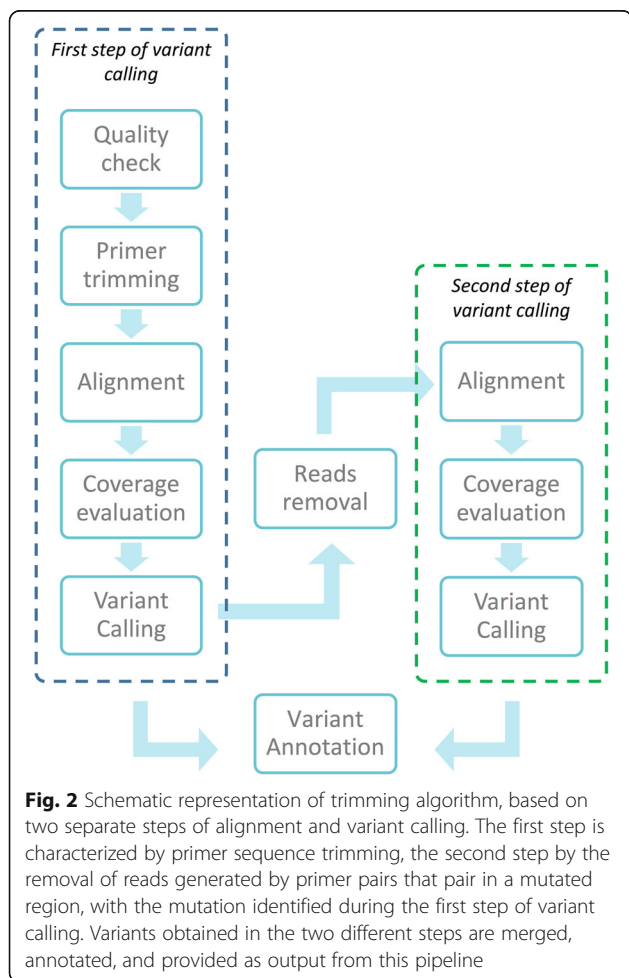 First step of variant
calling
Quality
check
Primer
trimming
Alignment
Coverage
evaluation
Variant
Calling
Reads
removal
Second step of
variant calling
Alignment
Coverage
evaluation
Variant
Calling
Variant
Annotation
Fig. 2 Schematic representation of trimming algorithm, based on
two separate steps of alignment and variant calling. The first step is
characterized by primer sequence trimming, the second step by the
removal of reads generated by primer pairs that pair in a mutated
region, with the mutation identified during the first step of variant
calling. Variants obtained in the two different steps are merged,
annotated, and provided as output from this pipeline